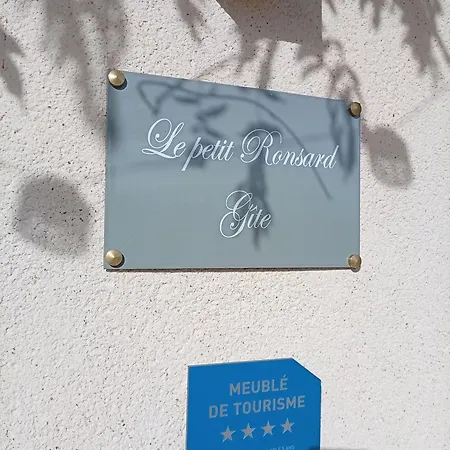 Le petit Ronsard
Gîte
MEUBLÉ
DE TOURISME